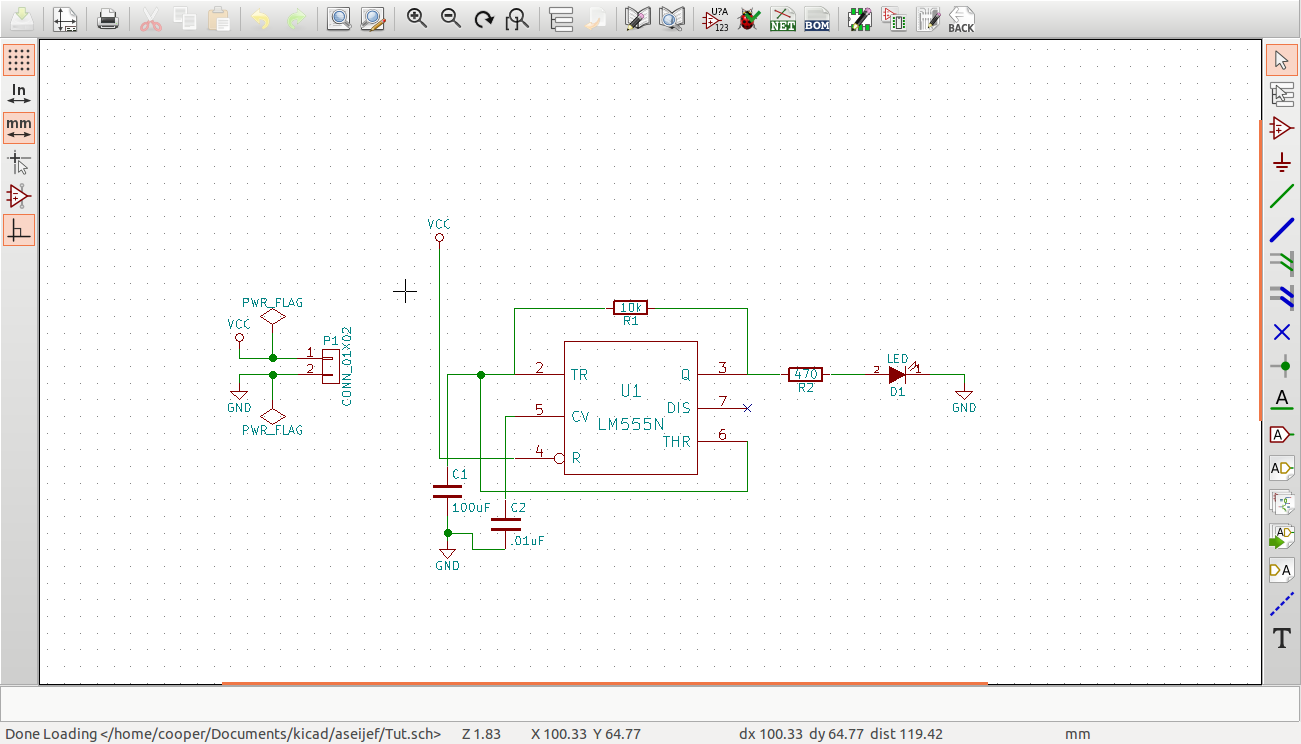 U?A
123
NET
BOM
BACK
In
mm
VCC
PWR_FLAG
10k
R1
VCC
P1
CONN_01X02
1
2
GND
PWR_FLAG
2
TR
Q
3
U1
5
CV
DIS
7
LM555N
THR
6
4
R
470
R2
LED
2
1
D1
GND
C1
100uF
C2
.01uF
GND
A
A
AD
AD
DA
T
Done Loading </home/cooper/Documents/kicad/aseijef/Tut.sch> Z 1.83 X 100.33 Y 64.77 dx 100.33 dy 64.77 dist 119.42 mm